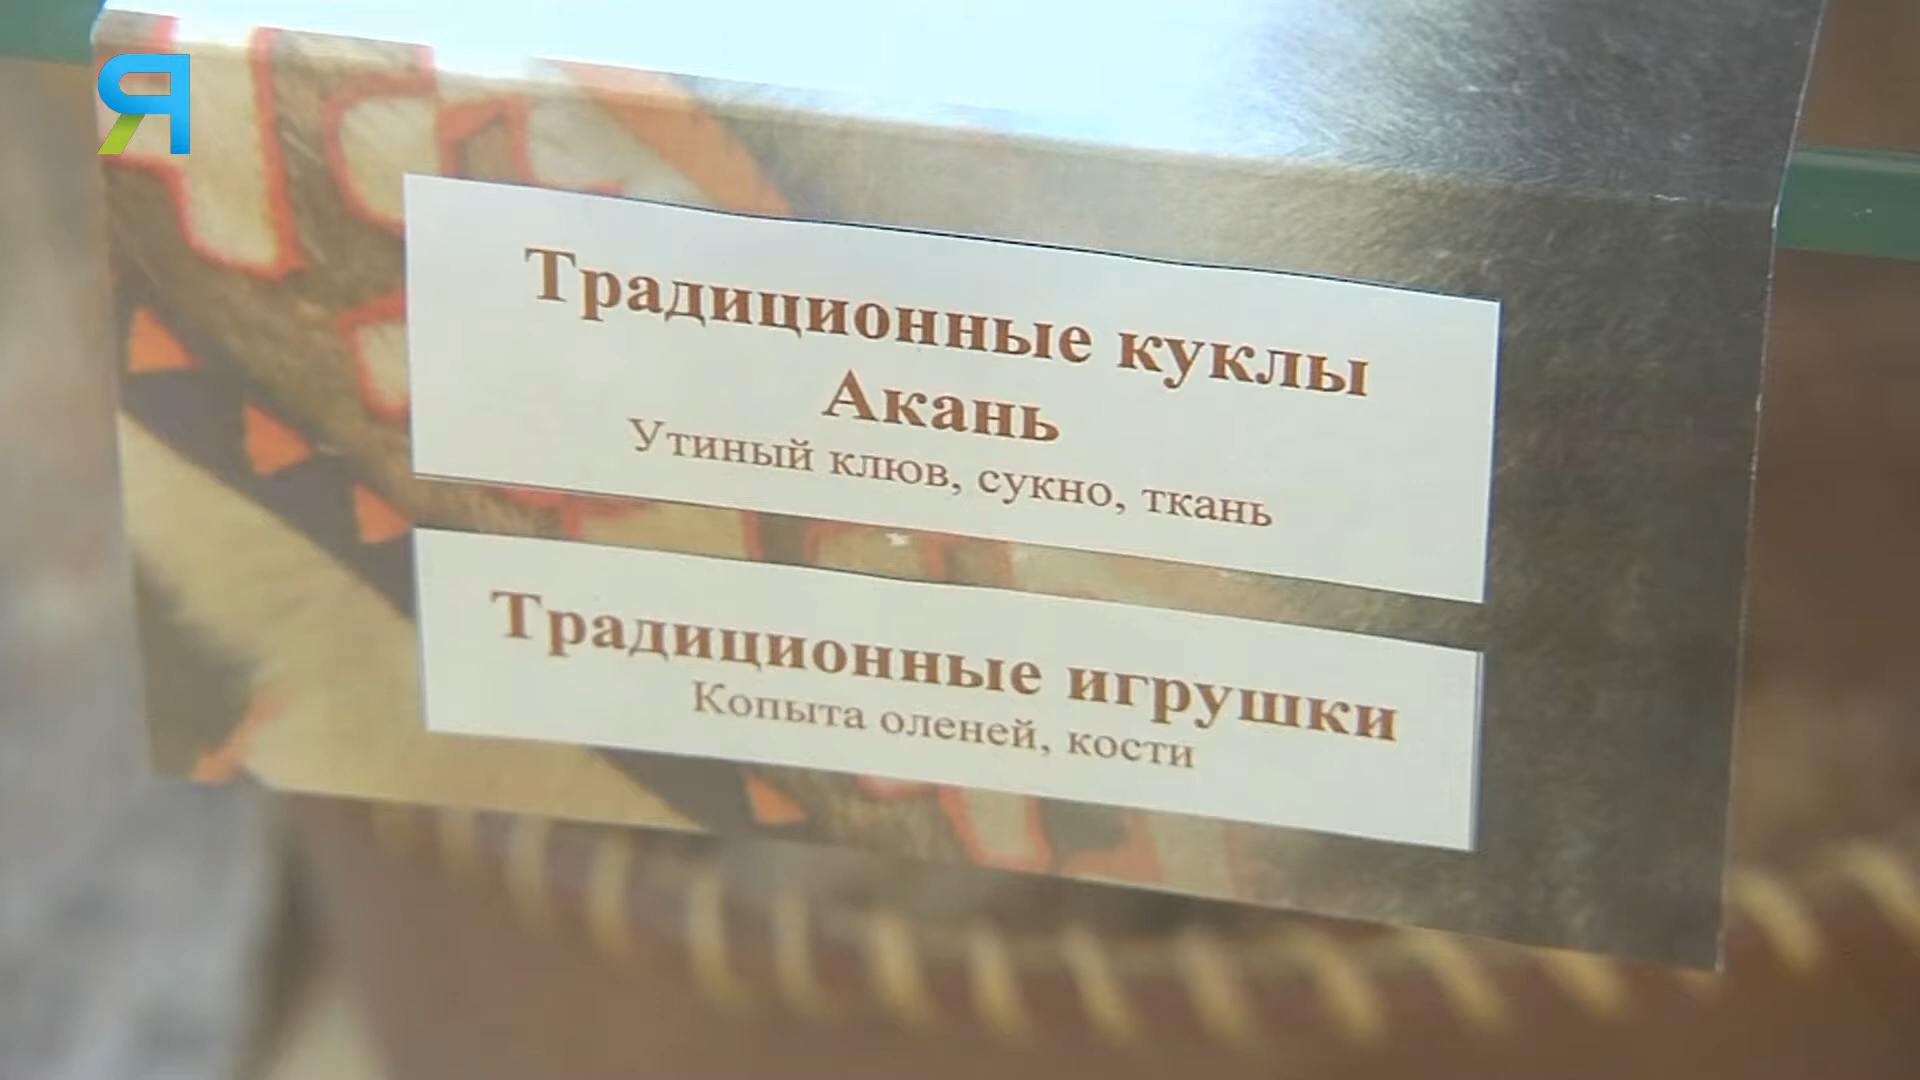 Я
Традиционные куклы
Акань
Утиный клюв, сукно, ткань
Традиционные игрушки
Копыта оленей, кости